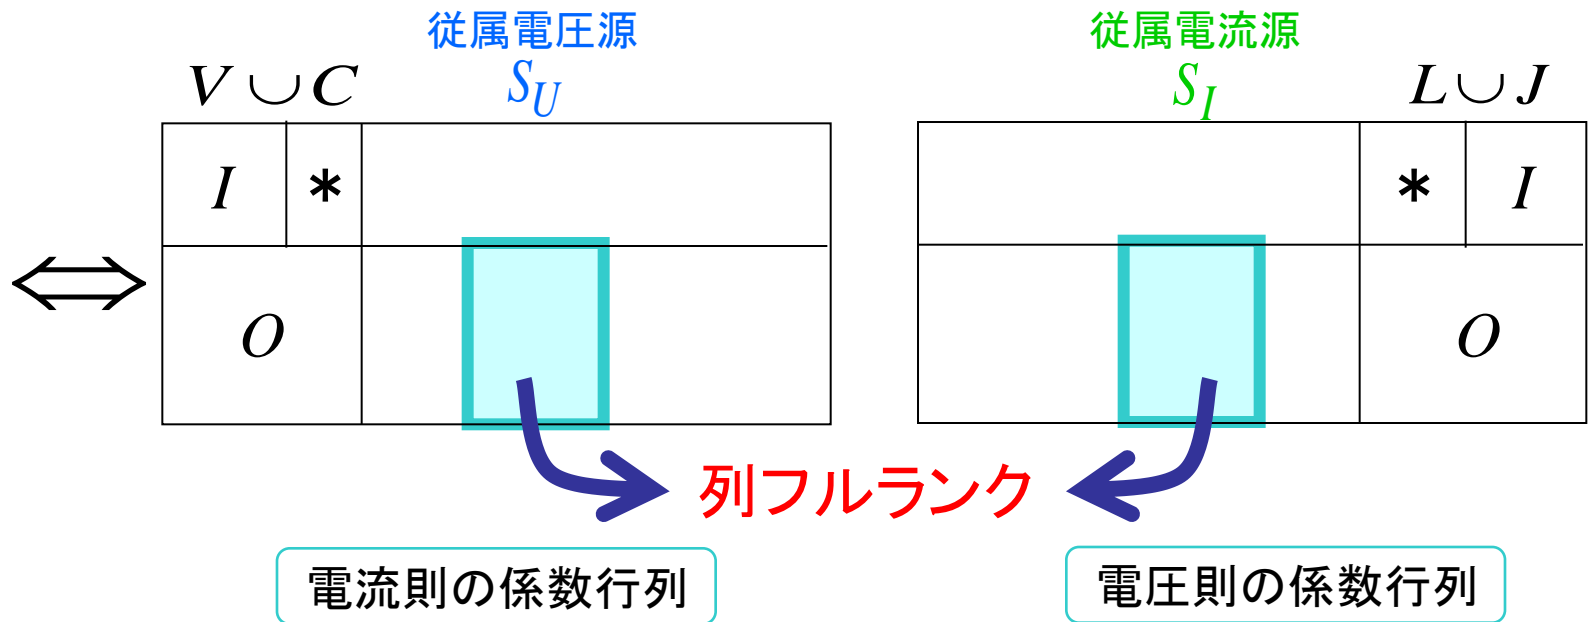 従属電圧源
V ∪ C
S_U
I *
O
従属電流源
S_I
L ∪ J
* I
O
⇔
列フルランク
電流則の係数行列
電圧則の係数行列